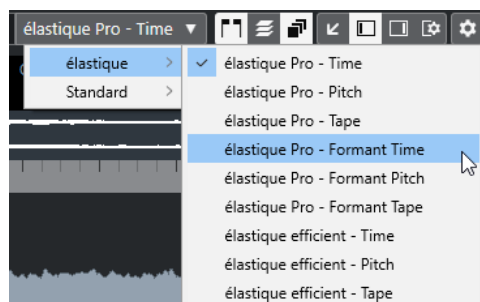 élastique Pro - Time
élastique
Standard
élastique Pro - Time
élastique Pro - Pitch
élastique Pro - Tape
élastique Pro - Formant Time
élastique Pro - Formant Pitch
élastique Pro - Formant Tape
élastique efficient - Time
élastique efficient - Pitch
élastique efficient - Tape